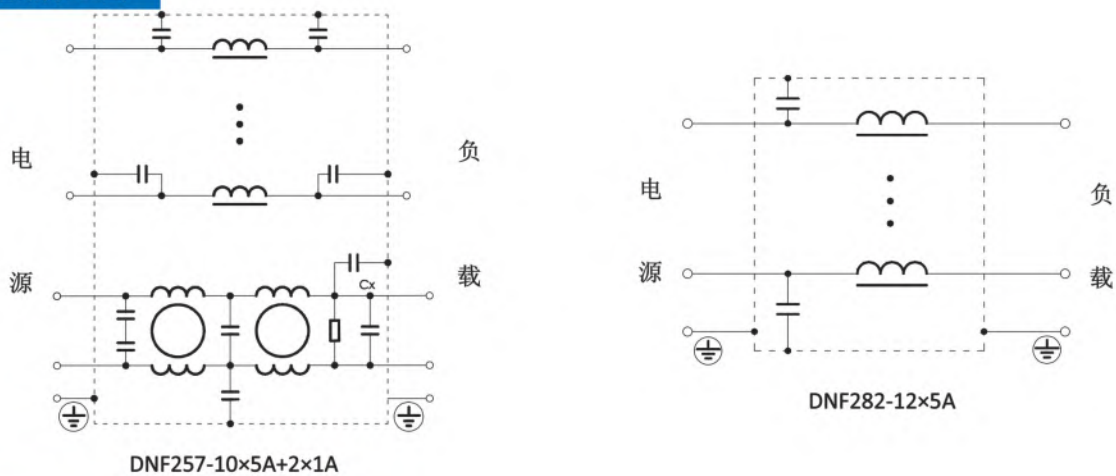 电
负
源
载
Cx
DNF257-10×5A+2×1A
电
负
源
载
DNF282-12×5A